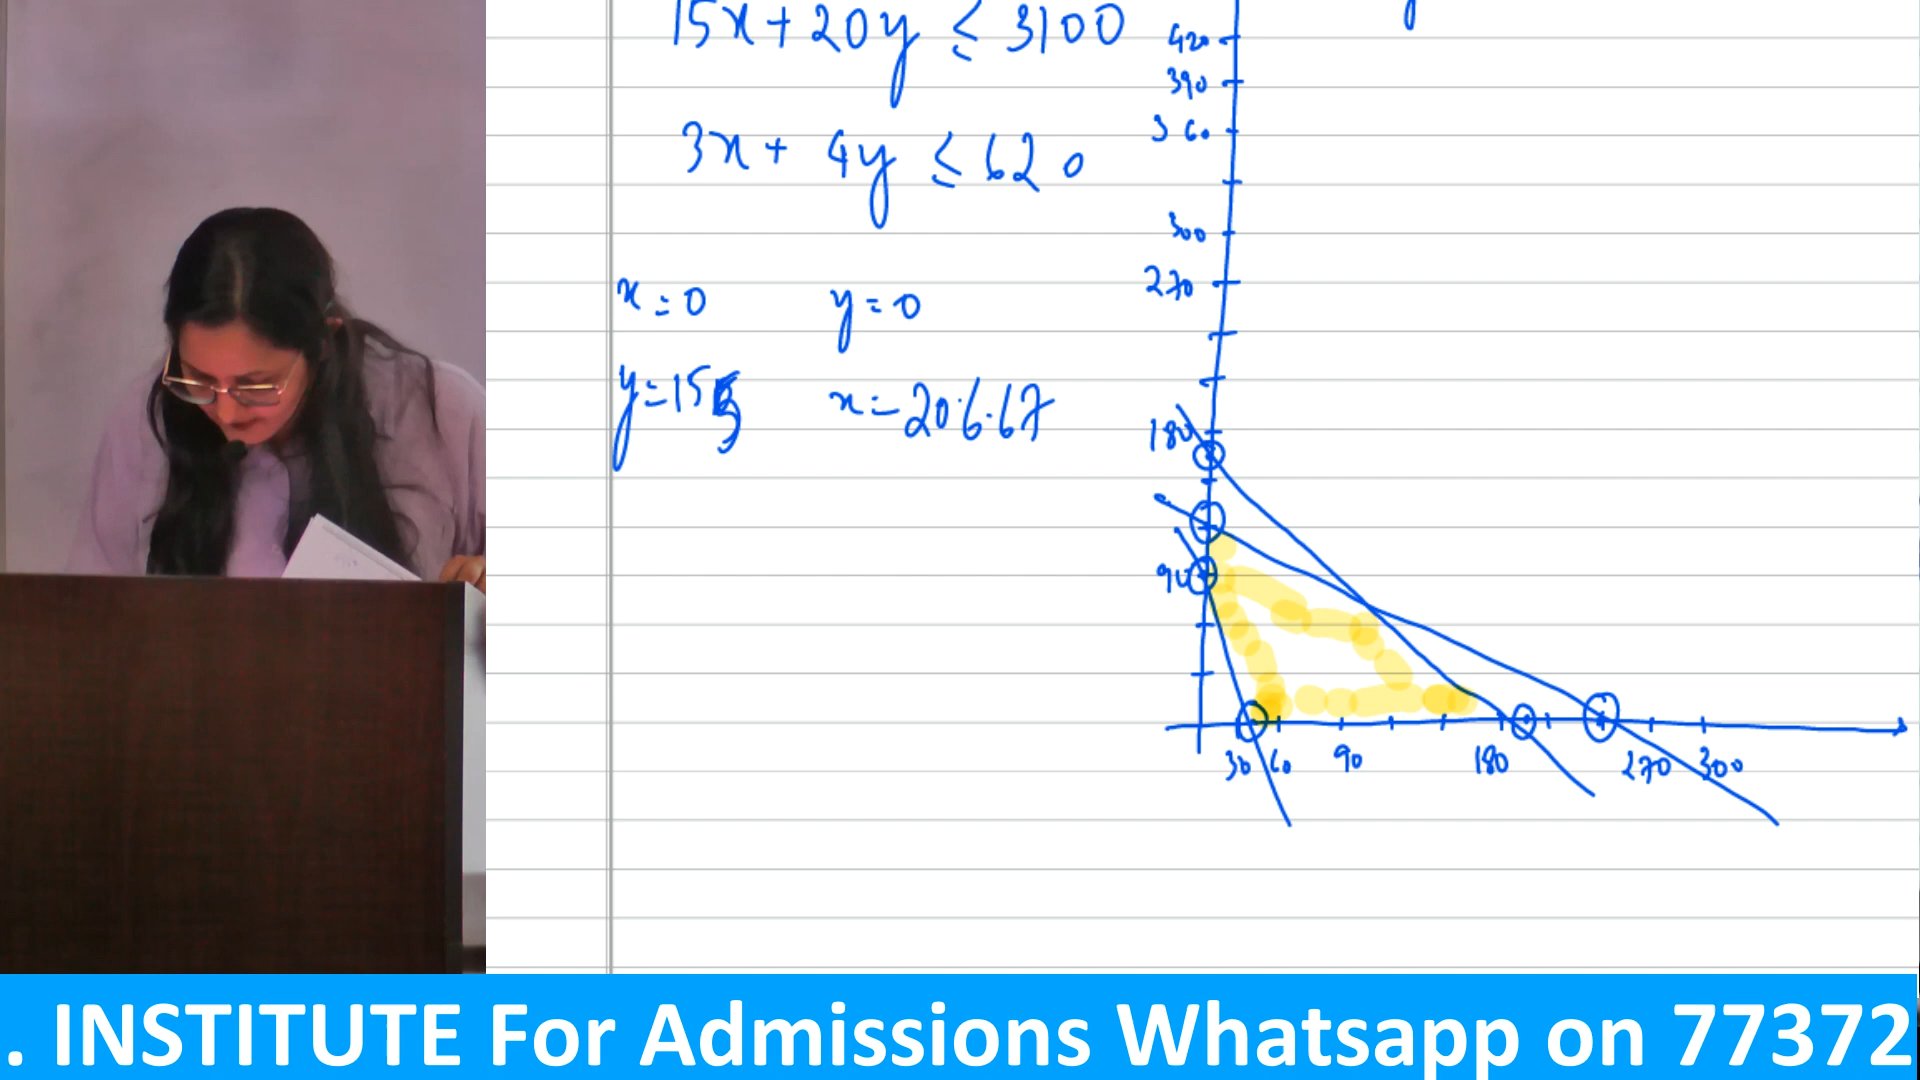 15x + 20y ≤ 3100
3x + 4y ≤ 620
x = 0 y = 0
y = 155 x = 206.67
420
390
360
300
270
180
90
30 60 90 180 270 300
. INSTITUTE For Admissions Whatsapp on 77372